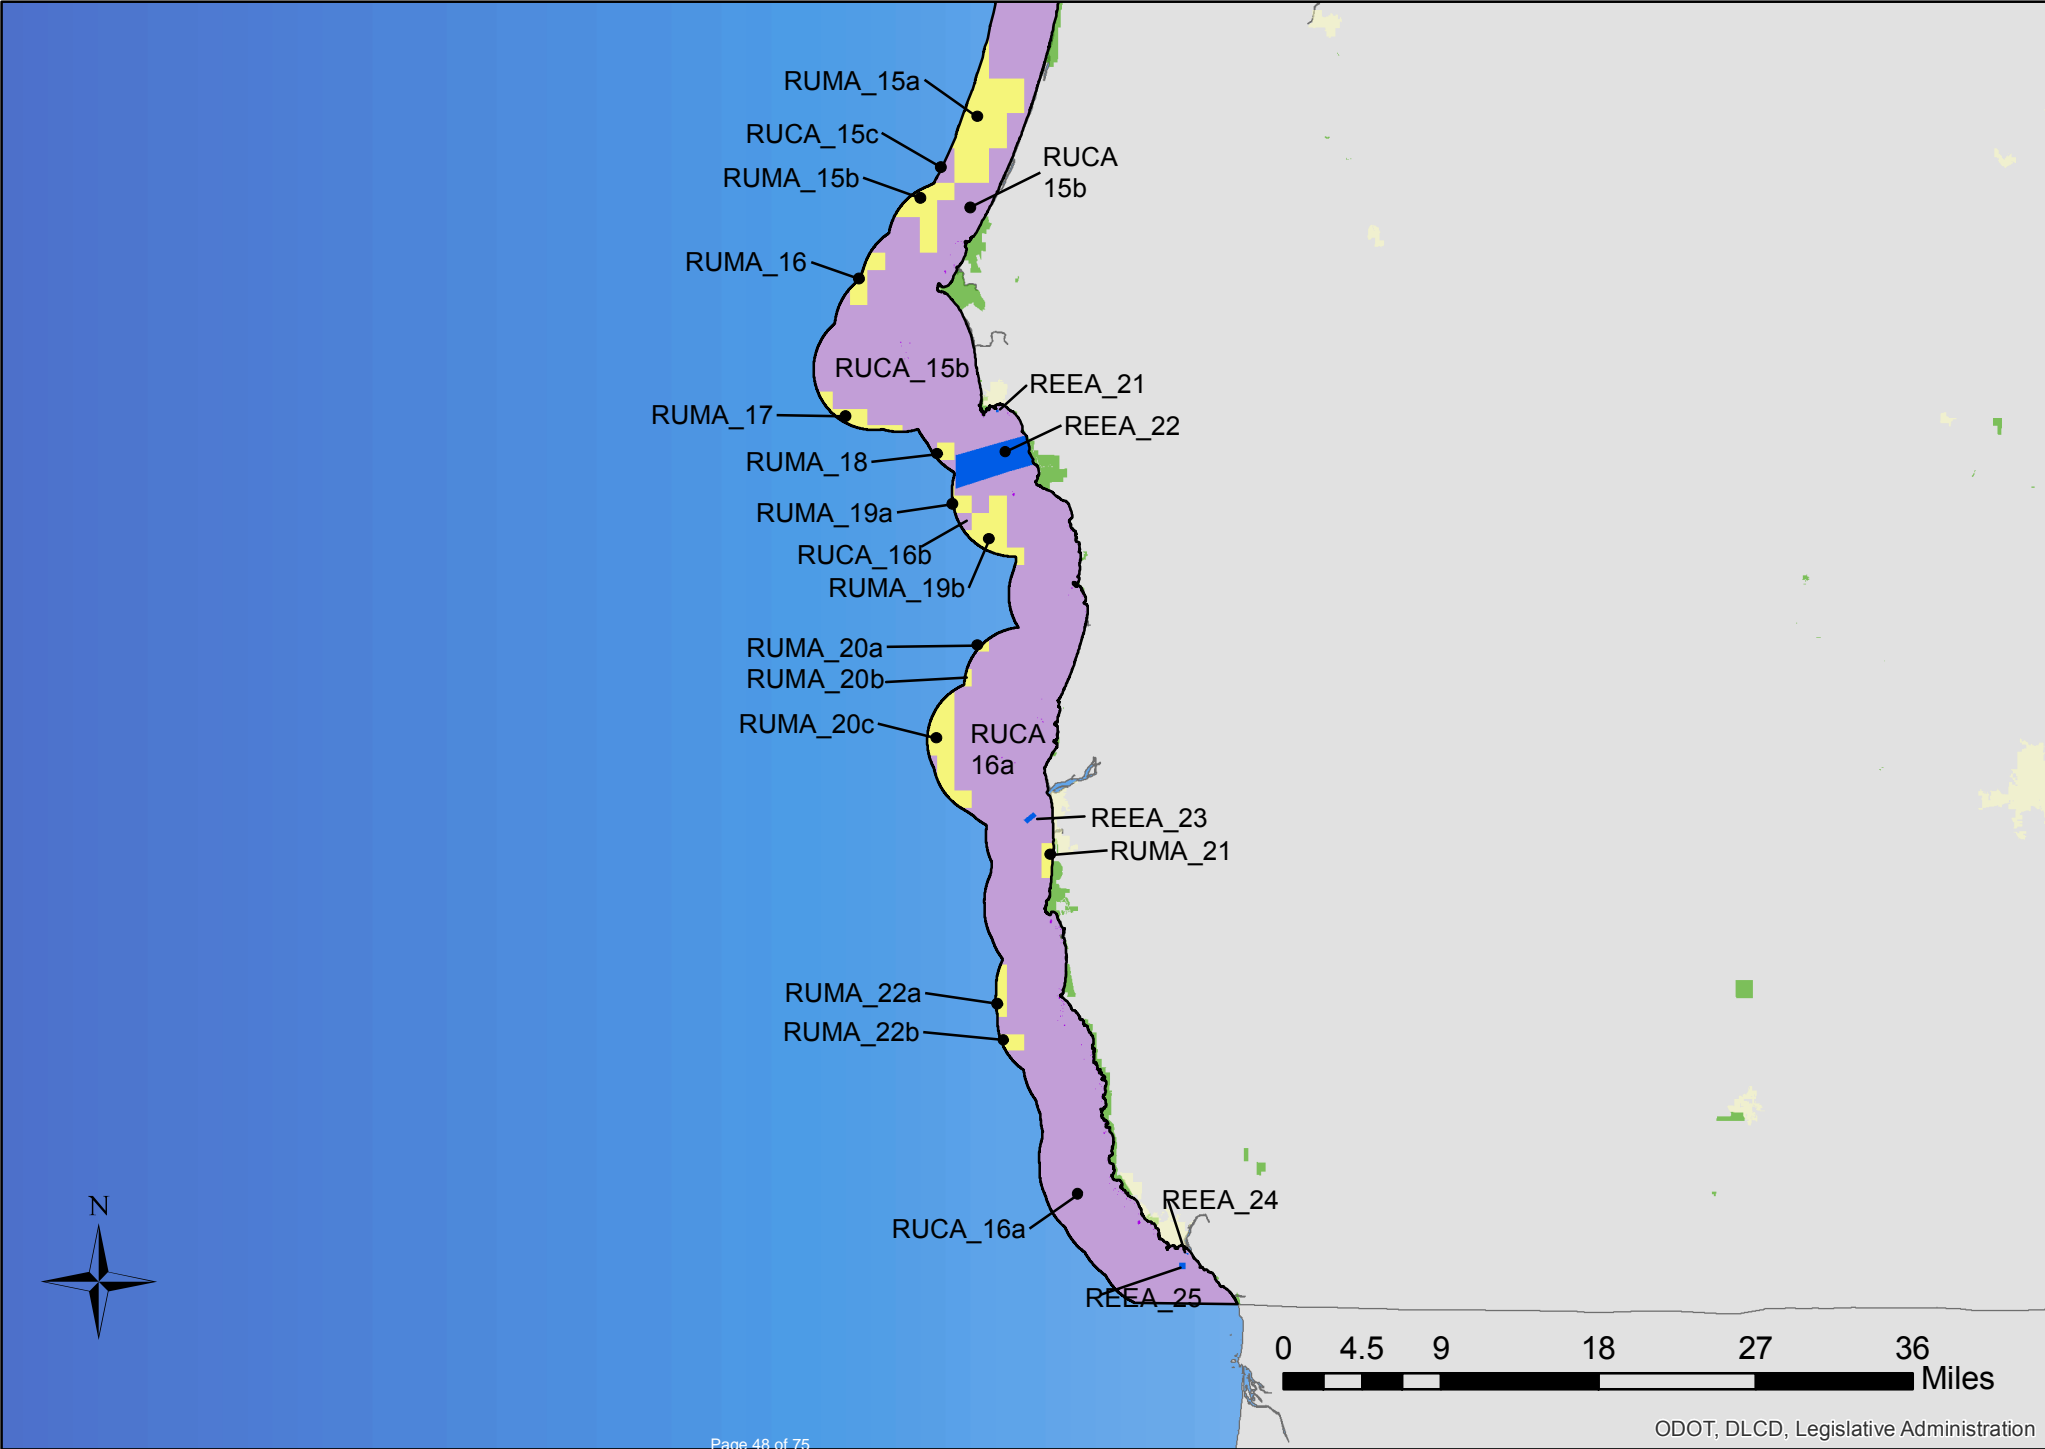 RUMA_15a
RUCA_15c
RUCA
15b
RUMA_15b
RUMA_16
RUCA_15b
REEA_21
RUMA_17
REEA_22
RUMA_18
RUMA_19a
RUCA_16b
RUMA_19b
RUMA_20a
RUMA_20b
RUMA_20c
RUCA
16a
REEA_23
RUMA_21
RUMA_22a
RUMA_22b
REEA_24
N
RUCA_16a
REEA_25
0 4.5 9 18 27 36
Miles
ODOT, DLCD, Legislative Administration
Page 48 of 75